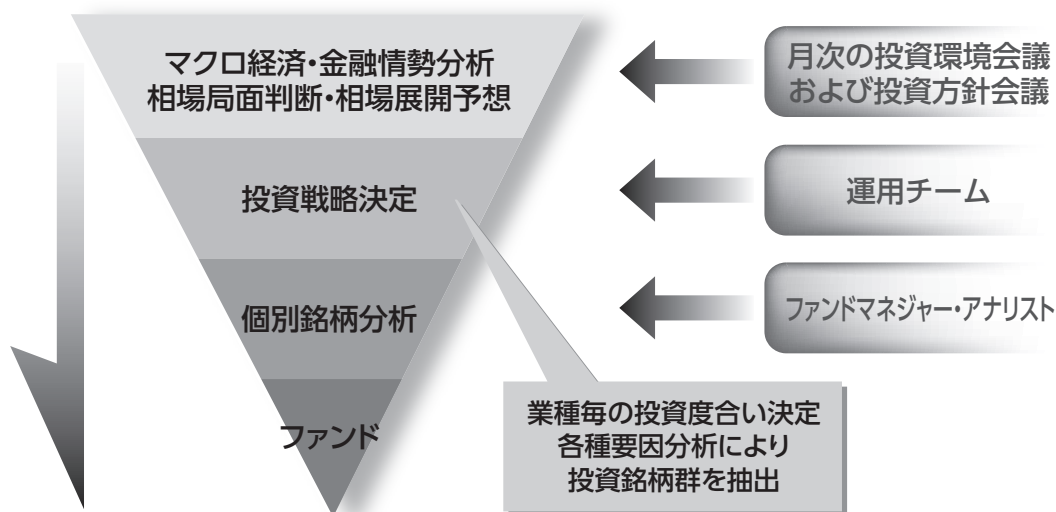 マクロ経済・金融情勢分析
相場局面判断・相場展開予想
月次の投資環境会議
および投資方針会議
投資戦略決定
運用チーム
個別銘柄分析
ファンドマネジャー・アナリスト
ファンド
業種毎の投資度合い決定
各種要因分析により
投資銘柄群を抽出